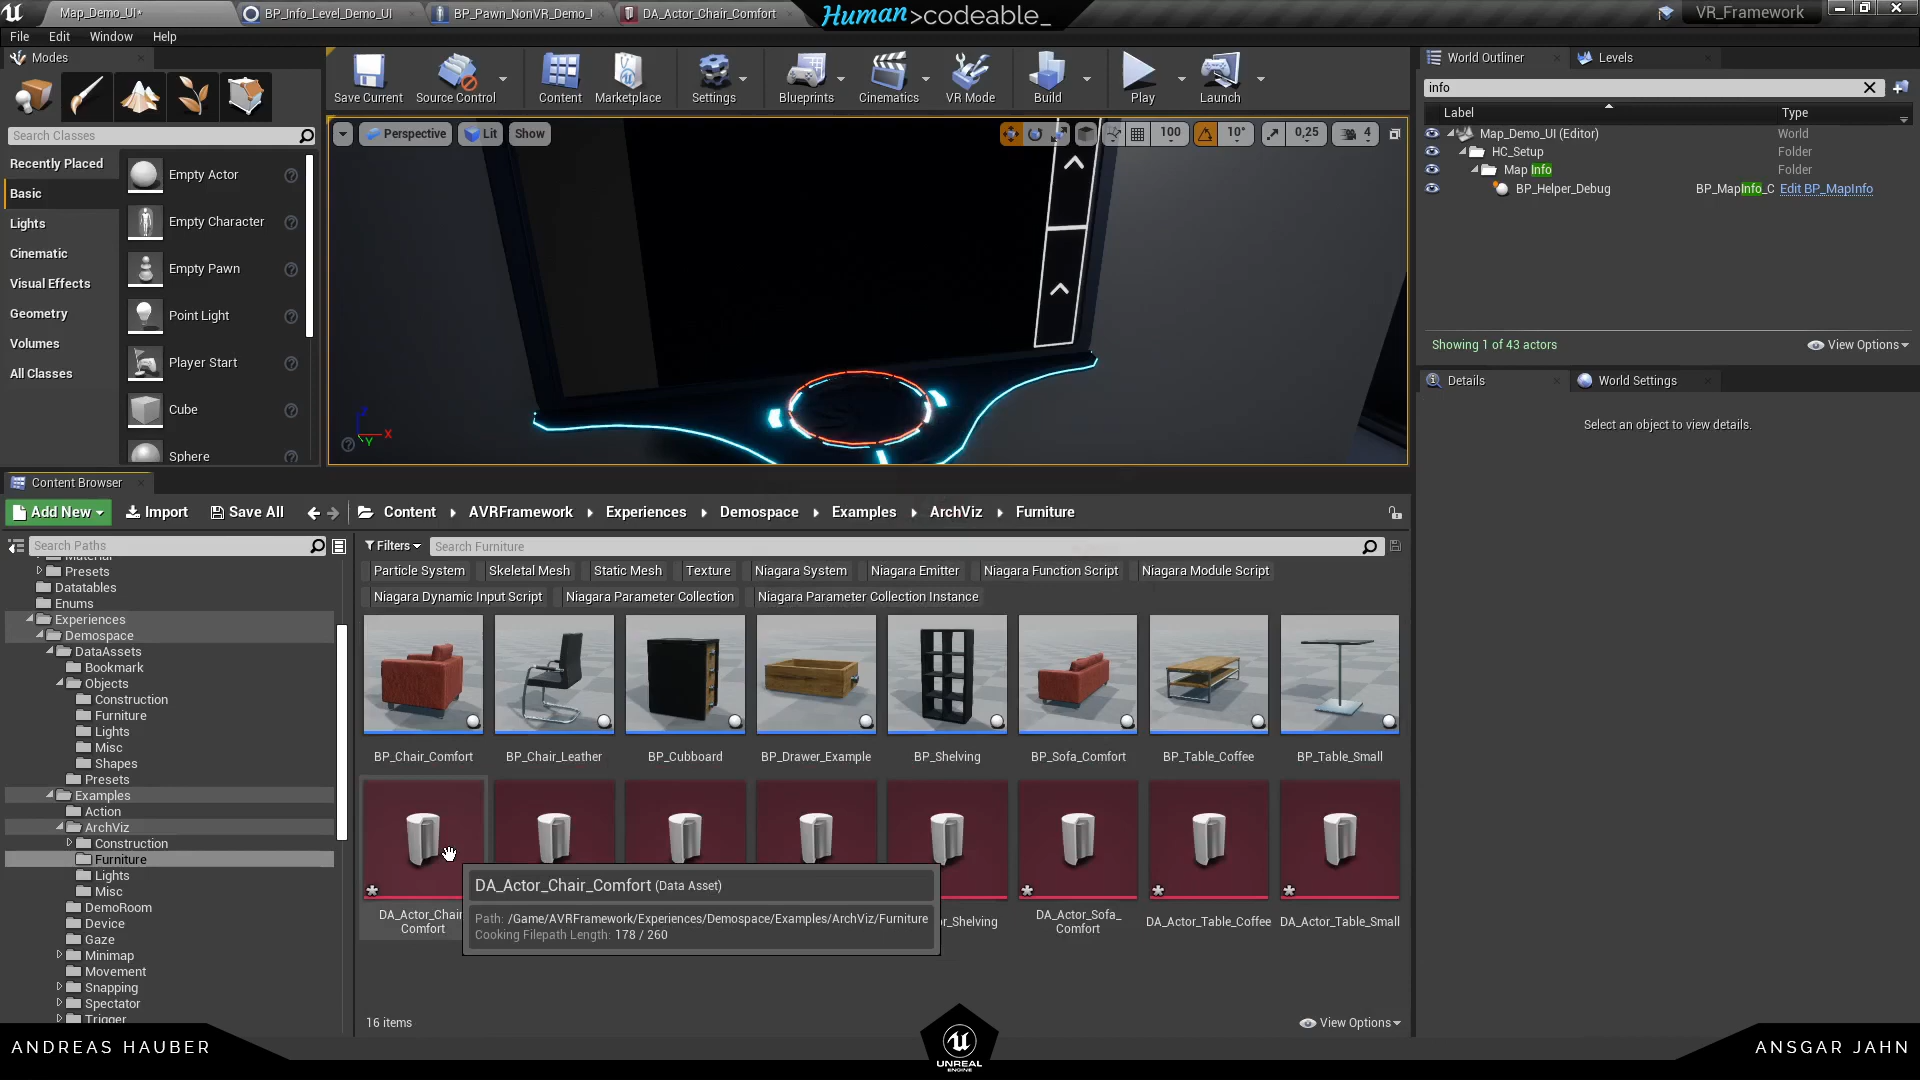 Map_Demo_UI*
BP_Info_Level_Demo_UI
BP_Pawn_NonVR_Demo_
DA_Actor_Chair_Comfort
Human>codeable_
VR_Framework
File Edit Window Help
Modes
Search Classes
Recently Placed
Basic
Lights
Cinematic
Visual Effects
Geometry
Volumes
All Classes
Empty Actor
Empty Character
Empty Pawn
Point Light
Player Start
Cube
Sphere
Save Current
Source Control
Content
Marketplace
Settings
Blueprints
Cinematics
VR Mode
Build
Play
Launch
Perspective
Lit
Show
100
10°
0,25
4
X
Y
World Outliner
Levels
info
Label
Type
Map_Demo_UI (Editor) World
HC_Setup Folder
Map Info Folder
BP_Helper_Debug BP_MapInfo_C Edit BP_MapInfo
Showing 1 of 43 actors
View Options
Details
World Settings
Select an object to view details.
Content Browser
Add New
Import
Save All
Content
AVRFramework
Experiences
Demospace
Examples
ArchViz
Furniture
Search Paths
Filters
Search Furniture
Material
Presets
Datatables
Enums
Experiences
Demospace
DataAssets
Bookmark
Objects
Construction
Furniture
Lights
Misc
Shapes
Presets
Examples
Action
ArchViz
Construction
Furniture
Lights
Misc
DemoRoom
Device
Gaze
Minimap
Movement
Snapping
Spectator
Trigger
Particle System
Skeletal Mesh
Static Mesh
Texture
Niagara System
Niagara Emitter
Niagara Function Script
Niagara Module Script
Niagara Dynamic Input Script
Niagara Parameter Collection
Niagara Parameter Collection Instance
BP_Chair_Comfort
BP_Chair_Leather
BP_Cubboard
BP_Drawer_Example
BP_Shelving
BP_Sofa_Comfort
BP_Table_Coffee
BP_Table_Small
DA_Actor_Chair
Comfort
r_Shelving
DA_Actor_Sofa_
Comfort
DA_Actor_Table_Coffee
DA_Actor_Table_Small
DA_Actor_Chair_Comfort (Data Asset)
Path: /Game/AVRFramework/Experiences/Demospace/Examples/ArchViz/Furniture
Cooking Filepath Length: 178 / 260
16 items
View Options
ANDREAS HAUBER
UNREAL
ENGINE
ANSGAR JAHN